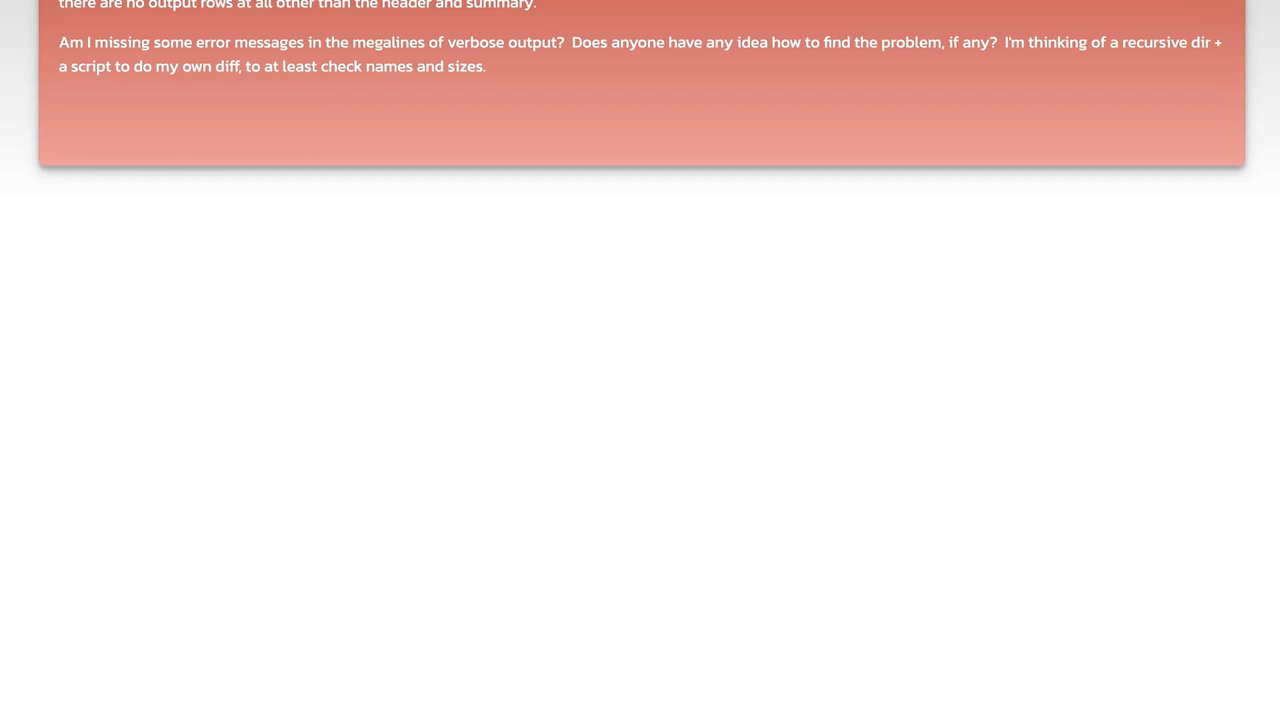 there are no output rows at all other than the header and summary.
Am I missing some error messages in the megalines of verbose output?  Does anyone have any idea how to find the problem, if any?  I'm thinking of a recursive dir +
a script to do my own diff, to at least check names and sizes.